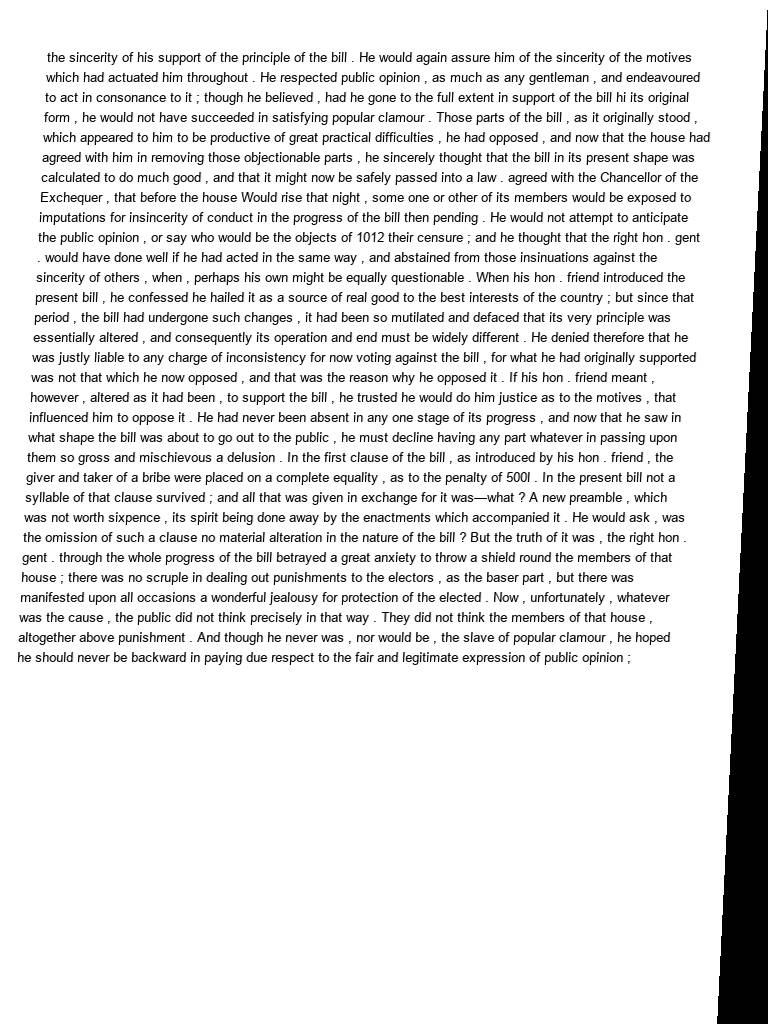 the sincerity of his support of the principle of the bill . He would again assure him of the sincerity of the motives
which had actuated him throughout . He respected public opinion , as much as any gentleman , and endeavoured
to act in consonance to it ; though he believed , had he gone to the full extent in support of the bill hi its original
form , he would not have succeeded in satisfying popular clamour . Those parts of the bill , as it originally stood ,
which appeared to him to be productive of great practical difficulties , he had opposed , and now that the house had
agreed with him in removing those objectionable parts , he sincerely thought that the bill in its present shape was
calculated to do much good , and that it might now be safely passed into a law . agreed with the Chancellor of the
Exchequer , that before the house Would rise that night , some one or other of its members would be exposed to
imputations for insincerity of conduct in the progress of the bill then pending . He would not attempt to anticipate
the public opinion , or say who would be the objects of 1012 their censure ; and he thought that the right hon . gent
. would have done well if he had acted in the same way , and abstained from those insinuations against the
sincerity of others , when , perhaps his own might be equally questionable . When his hon . friend introduced the
present bill , he confessed he hailed it as a source of real good to the best interests of the country ; but since that
period , the bill had undergone such changes , it had been so mutilated and defaced that its very principle was
essentially altered , and consequently its operation and end must be widely different . He denied therefore that he
was justly liable to any charge of inconsistency for now voting against the bill , for what he had originally supported
was not that which he now opposed , and that was the reason why he opposed it . If his hon . friend meant ,
however , altered as it had been , to support the bill , he trusted he would do him justice as to the motives , that
influenced him to oppose it . He had never been absent in any one stage of its progress , and now that he saw in
what shape the bill was about to go out to the public , he must decline having any part whatever in passing upon
them so gross and mischievous a delusion . In the first clause of the bill , as introduced by his hon . friend , the
giver and taker of a bribe were placed on a complete equality , as to the penalty of 500l . In the present bill not a
syllable of that clause survived ; and all that was given in exchange for it was—what ? A new preamble , which
was not worth sixpence , its spirit being done away by the enactments which accompanied it . He would ask , was
the omission of such a clause no material alteration in the nature of the bill ? But the truth of it was , the right hon .
gent . through the whole progress of the bill betrayed a great anxiety to throw a shield round the members of that
house ; there was no scruple in dealing out punishments to the electors , as the baser part , but there was
manifested upon all occasions a wonderful jealousy for protection of the elected . Now , unfortunately , whatever
was the cause , the public did not think precisely in that way . They did not think the members of that house ,
altogether above punishment . And though he never was , nor would be , the slave of popular clamour , he hoped
he should never be backward in paying due respect to the fair and legitimate expression of public opinion ;